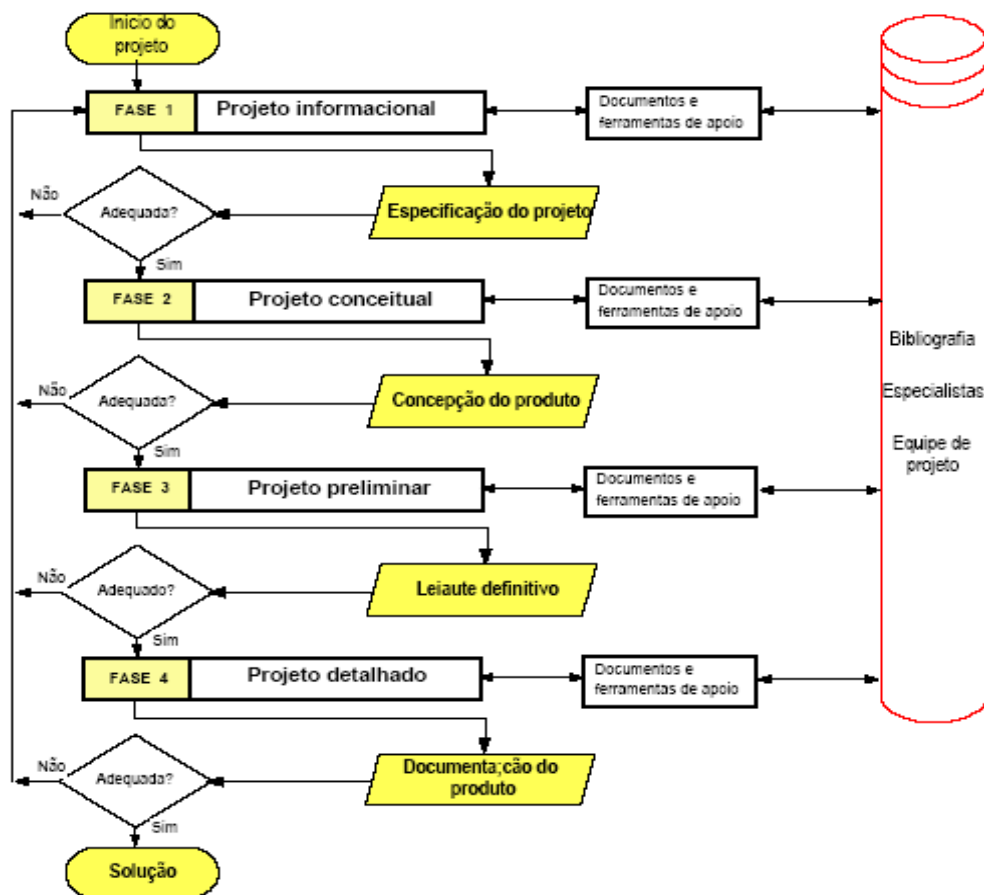 Início do
projeto
FASE 1
Projeto informacional
Documentos e
ferramentas de apoio
Não
Adequada?
Especificação do projeto
Sim
FASE 2
Projeto conceitual
Documentos e
ferramentas de apoio
Bibliografia
Não
Adequada?
Concepção do produto
Especialistas
Sim
Equipe de
projeto
FASE 3
Projeto preliminar
Documentos e
ferramentas de apoio
Não
Adequado?
Leiaute definitivo
Sim
FASE 4
Projeto detalhado
Documentos e
ferramentas de apoio
Não
Adequada?
Documenta;cão do
produto
Sim
Solução